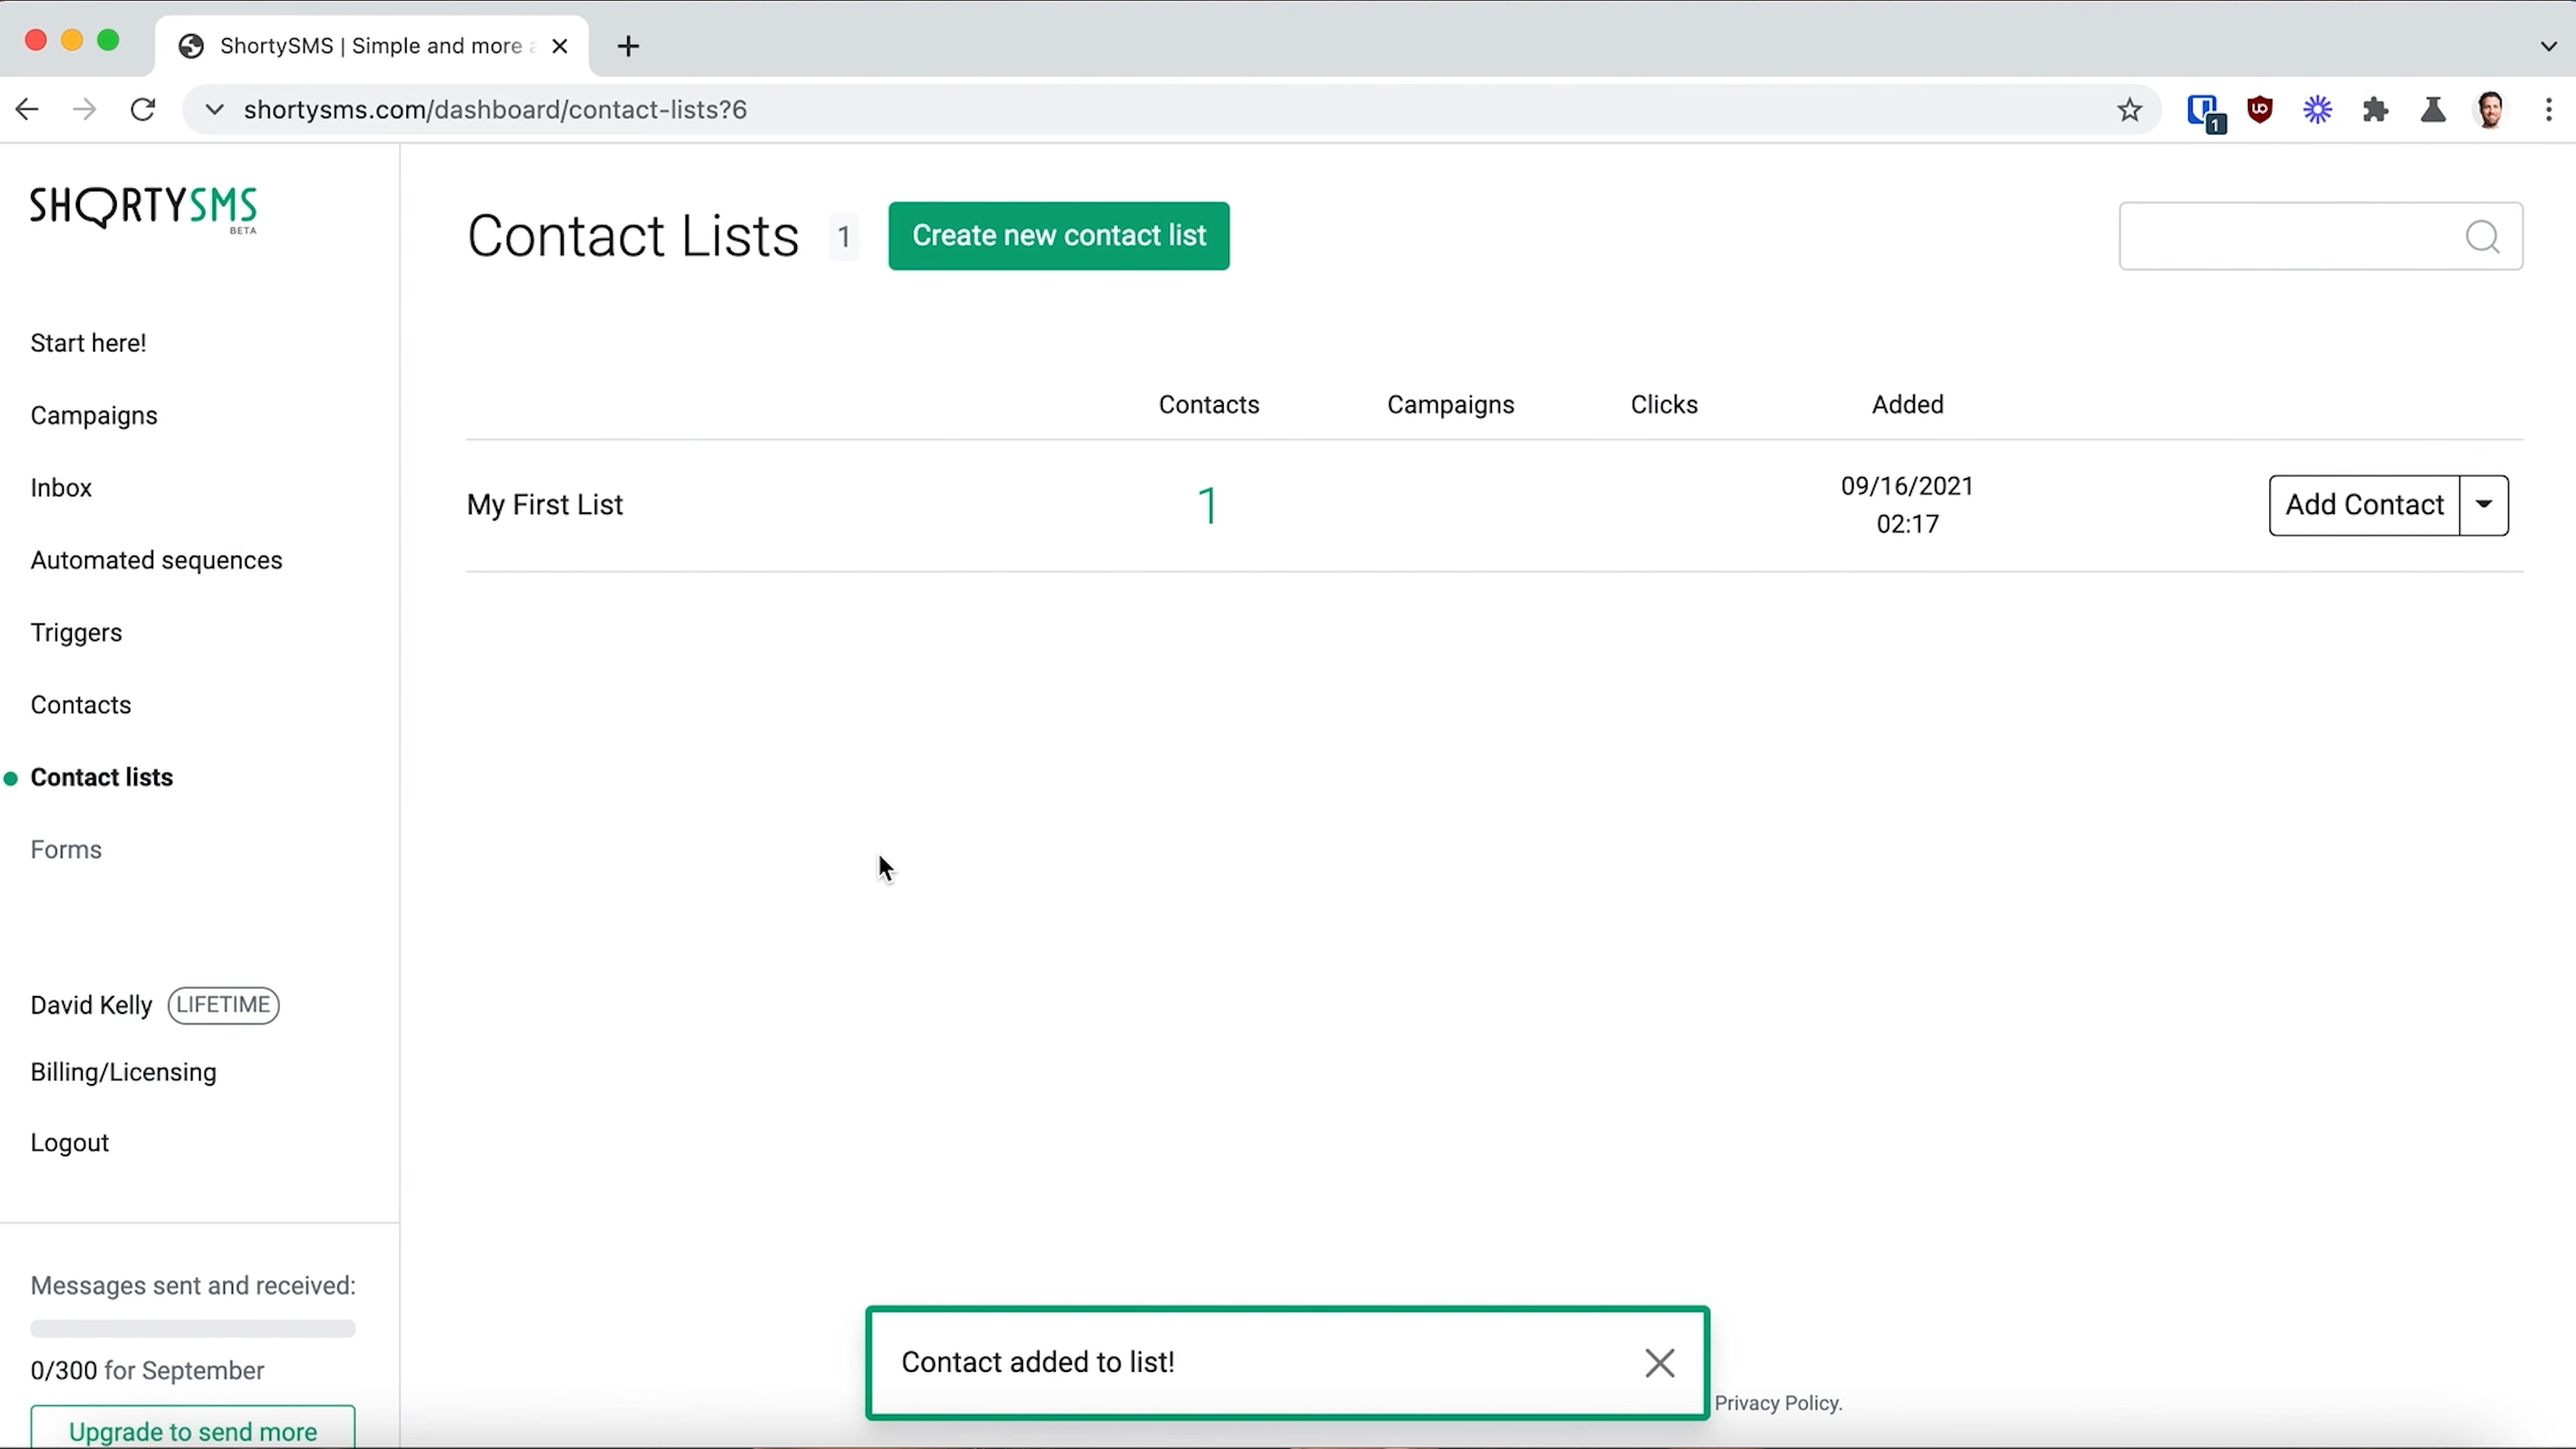 ShortySMS | Simple and more
shortysms.com/dashboard/contact-lists?6
1
SHORTYSMS
BETA
Contact Lists 1 Create new contact list
Start here!
Campaigns
Inbox
Automated sequences
Triggers
Contacts
Contact lists
Forms
David Kelly LIFETIME
Billing/Licensing
Logout
Messages sent and received:
0/300 for September
Upgrade to send more
Contacts Campaigns Clicks Added
My First List 1 09/16/2021
02:17
Add Contact
Contact added to list!
Privacy Policy.